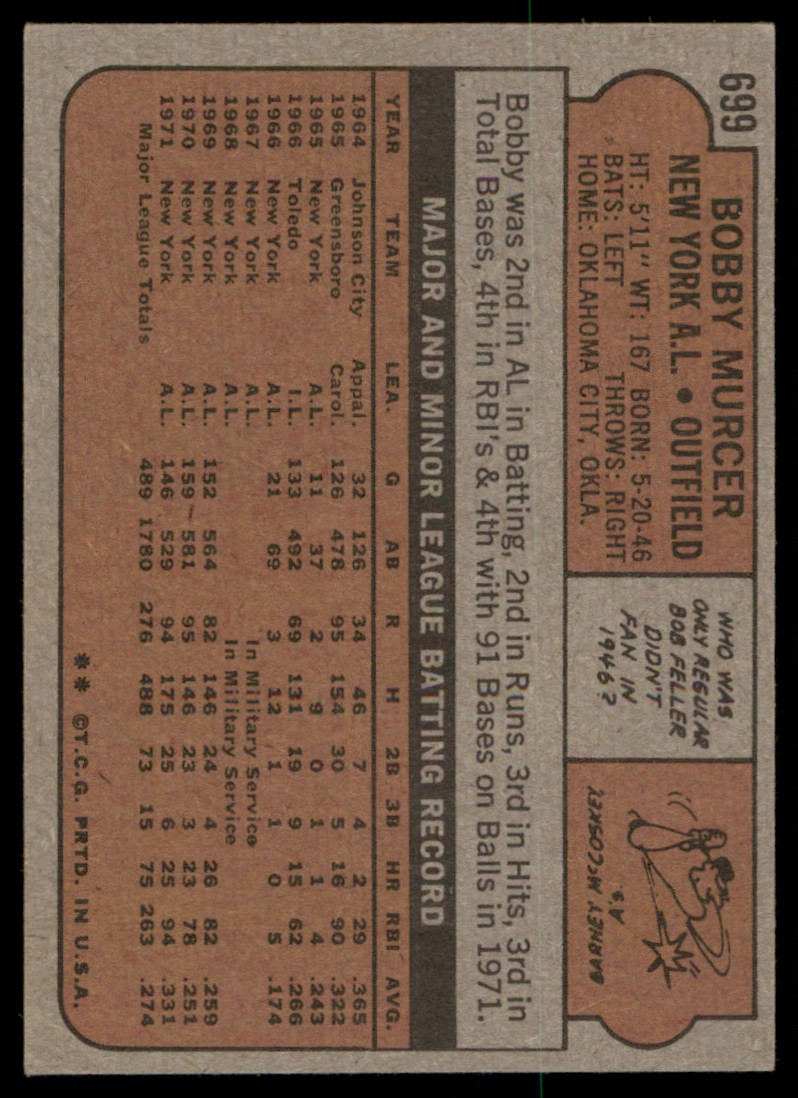 699
BOBBY MURCER
NEW YORK A.L. • OUTFIELD
HT: 5'11" WT: 167 BORN: 5-20-46
BATS: LEFT THROWS: RIGHT
HOME: OKLAHOMA CITY, OKLA.
WHO WAS
ONLY REGULAR
BOB FELLER
DIDN'T
FAN IN
1946?
BARNEY McCOSKEY,
A's
Bobby was 2nd in AL in Batting, 2nd in Runs, 3rd in Hits, 3rd in
Total Bases, 4th in RBI's & 4th with 91 Bases on Balls in 1971.
MAJOR AND MINOR LEAGUE BATTING RECORD
YEAR TEAM LEA. G AB R H 2B 3B HR RBI AVG.
1964 Johnson City Appal. 32 126 34 46 7 4 2 29 .365
1965 Greensboro Carol. 126 478 95 154 30 5 16 90 .322
1965 New York A.L. 11 37 2 9 0 1 1 4 .243
1966 Toledo I.L. 133 492 69 131 19 9 15 62 .266
1966 New York A.L. 21 69 3 12 1 1 0 5 .174
1967 New York A.L. In Military Service
1968 New York A.L. In Military Service
1969 New York A.L. 152 564 82 146 24 4 26 82 .259
1970 New York A.L. 159 581 95 146 23 3 23 78 .251
1971 New York A.L. 146 529 94 175 25 6 25 94 .331
Major League Totals 489 1780 276 488 73 15 75 263 .274
** ©T.C.G. PRTD. IN U.S.A.